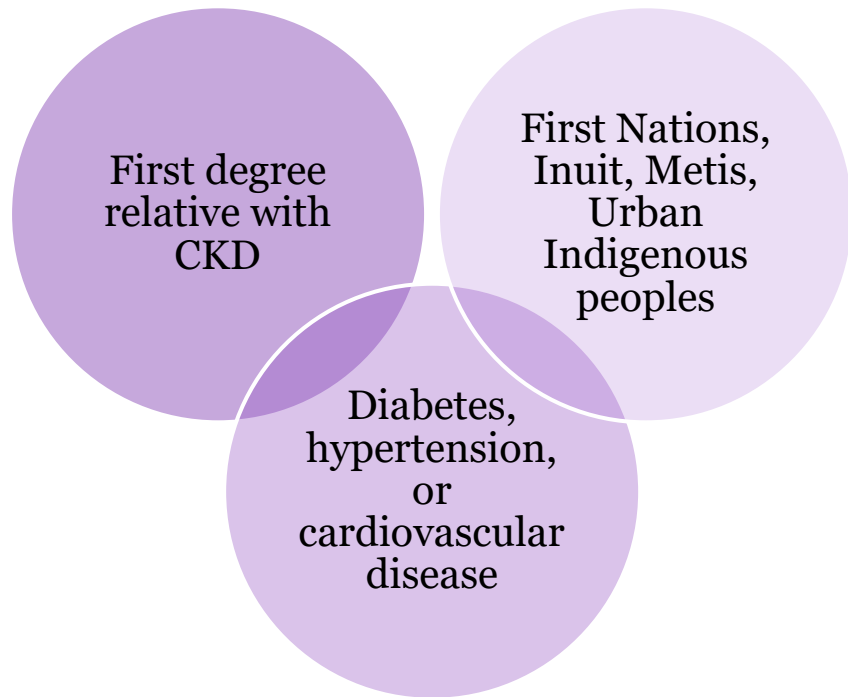 First degree
relative with
CKD
First Nations,
Inuit, Metis,
Urban
Indigenous
peoples
Diabetes,
hypertension,
or
cardiovascular
disease